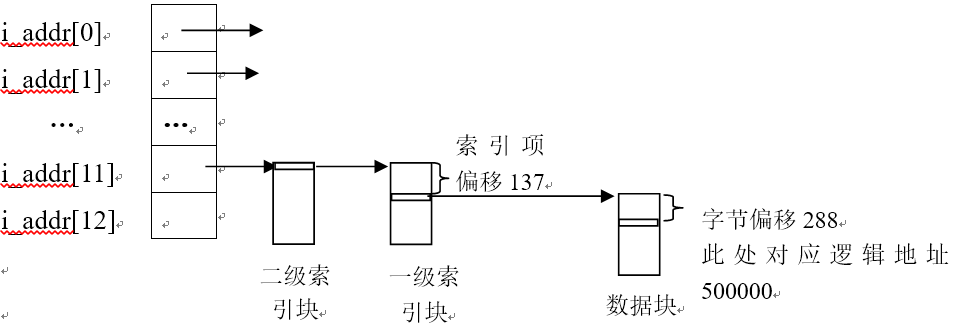 i_addr[0]
i_addr[1]
… …
i_addr[11]
i_addr[12]
索引项
偏移 137
二级索
引块
一级索
引块
数据块
字节偏移 288
此处对应逻辑地址
500000